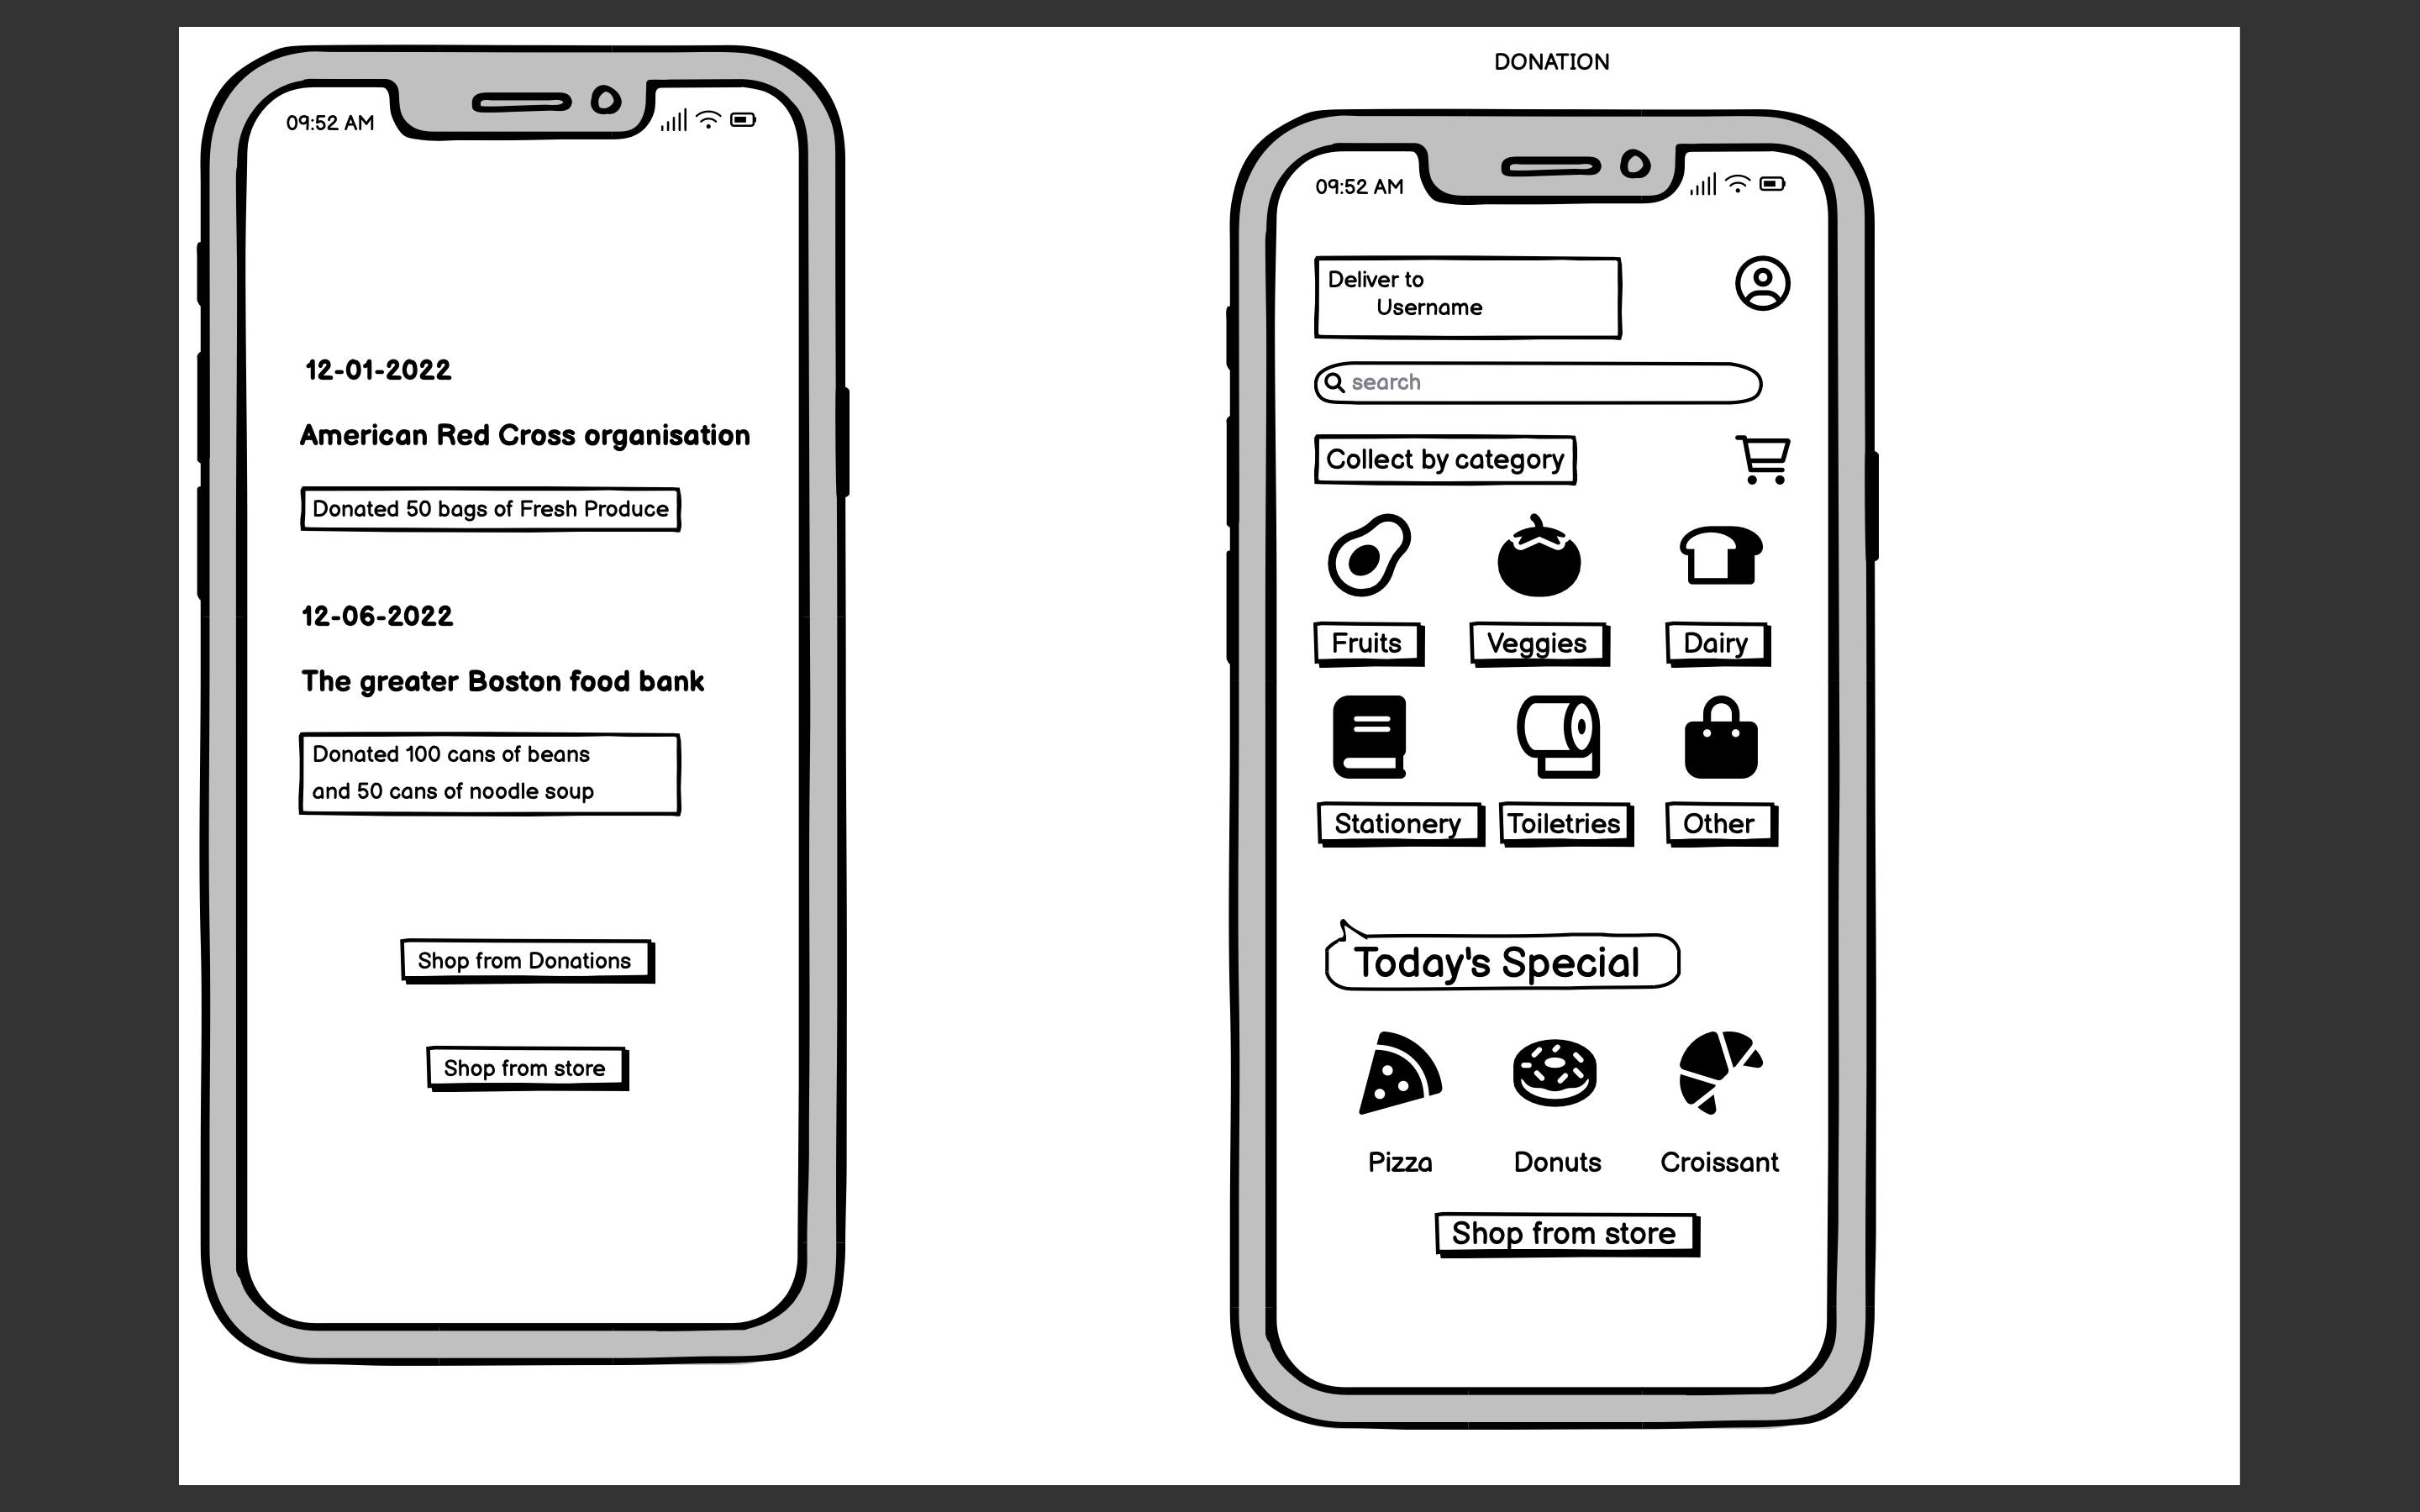 09:52 AM
12-01-2022
American Red Cross organisation
Donated 50 bags of Fresh Produce
12-06-2022
The greater Boston food bank
Donated 100 cans of beans
and 50 cans of noodle soup
Shop from Donations
Shop from store
DONATION
09:52 AM
Deliver to
Username
search
Collect by category
Fruits Veggies Dairy
Stationery Toiletries Other
Today's Special
Pizza Donuts Croissant
Shop from store